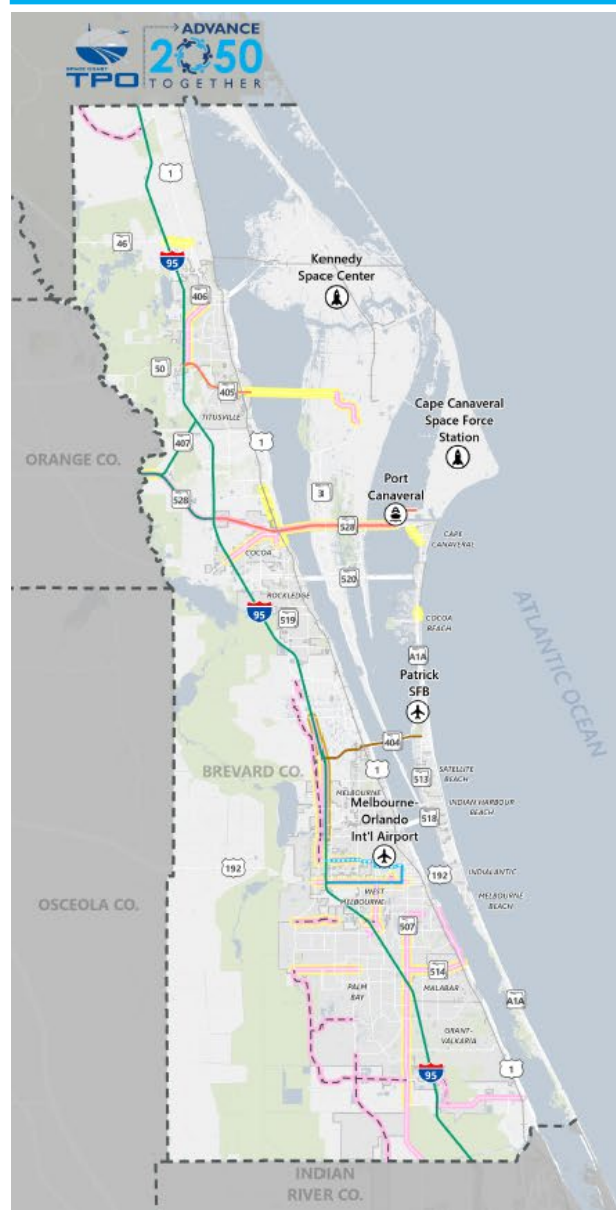 ADVANCE
2050
TOGETHER
SPACE COAST
TPO
1
46
95
Kennedy
Space Center
406
50
405
TITUSVILLE
Cape Canaveral
Space Force
Station
ORANGE CO.
407
1
3
Port
Canaveral
528
528
CAPE
CANAVERAL
COCOA
520
ROCKLEDGE
95
519
COCOA
BEACH
ATLANTIC OCEAN
A1A
Patrick
SFB
404
BREVARD CO.
1
513
SATELLITE
BEACH
MELBOURNE
Melbourne-
Orlando
Int'l Airport
INDIAN HARBOUR
BEACH
518
192
192
INDIALANTIC
WEST
MELBOURNE
MELBOURNE
BEACH
OSCEOLA CO.
507
514
PALM
BAY
MALABAR
A1A
GRANT-
VALKARIA
95
1
INDIAN
RIVER CO.